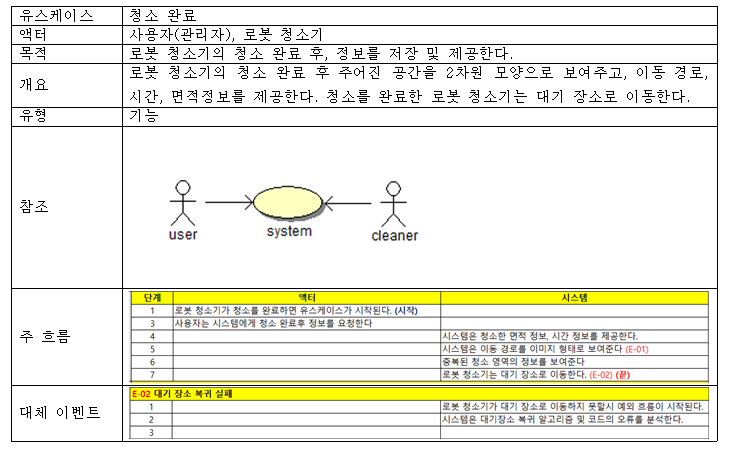 유스케이스 청소 완료
액터 사용자(관리자), 로봇 청소기
목적 로봇 청소기의 청소 완료 후, 정보를 저장 및 제공한다.
개요 로봇 청소기의 청소 완료 후 주어진 공간을 2차원 모양으로 보여주고, 이동 경로,
시간, 면적정보를 제공한다. 청소를 완료한 로봇 청소기는 대기 장소로 이동한다.
유형 기능
참조
user system cleaner
주 흐름
단계 액터 시스템
1 로봇 청소기가 청소를 완료하면 유스케이스가 시작된다. (시작)
3 사용자는 시스템에게 청소 완료후 정보를 요청한다
4 시스템은 청소한 면적 정보, 시간 정보를 제공한다.
5 시스템은 이동 경로를 이미지 형태로 보여준다 (E-01)
6 중복된 청소 영역의 정보를 보여준다
7 로봇 청소기는 대기 장소로 이동한다. (E-02) (끝)
대체 이벤트
E-02 대기 장소 복귀 실패
1 로봇 청소기가 대기 장소로 이동하지 못할시 예외 흐름이 시작된다.
2 시스템은 대기장소 복귀 알고리즘 및 코드의 오류를 분석한다.
3